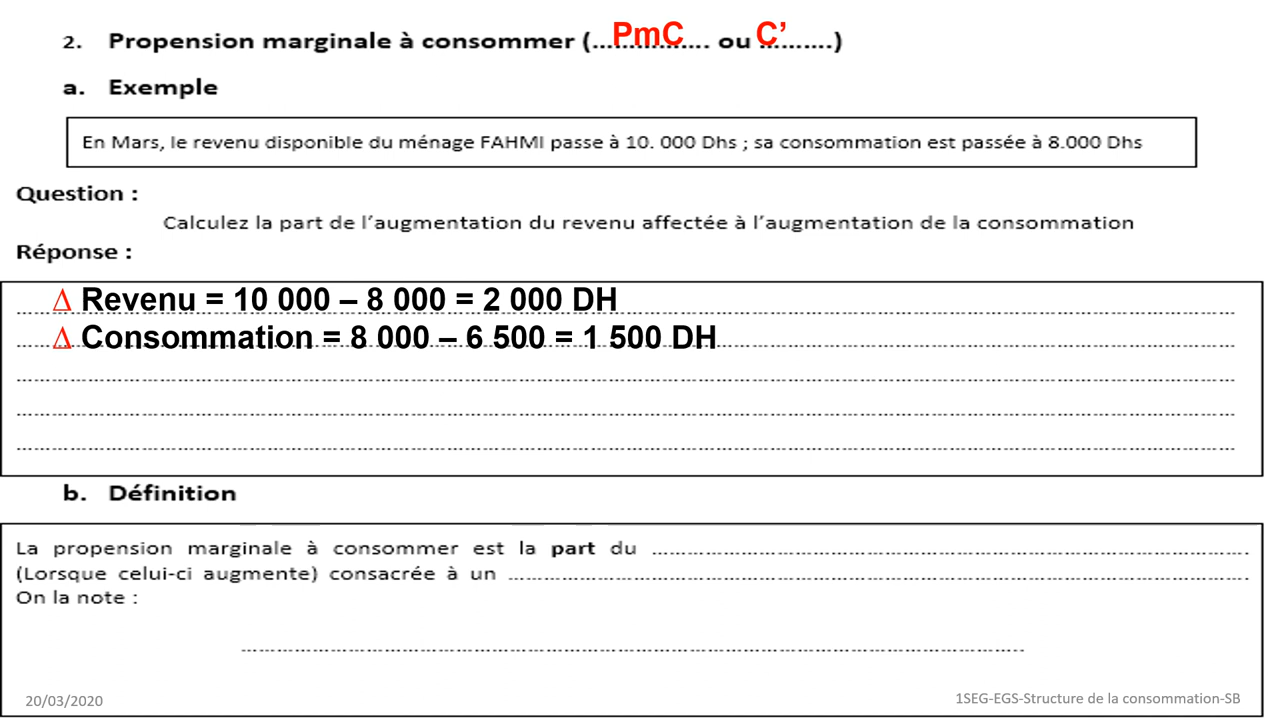 2. Propension marginale à consommer (.....PmC..... ou C’..........)
a. Exemple
En Mars, le revenu disponible du ménage FAHMI passe à 10. 000 Dhs ; sa consommation est passée à 8.000 Dhs
Question :
Calculez la part de l’augmentation du revenu affectée à l’augmentation de la consommation
Réponse :
Δ Revenu = 10 000 – 8 000 = 2 000 DH
Δ Consommation = 8 000 – 6 500 = 1 500 DH
b. Définition
La propension marginale à consommer est la part du ..........
(Lorsque celui-ci augmente) consacrée à un ..........
On la note :
20/03/2020
1SEG-EGS-Structure de la consommation-SB